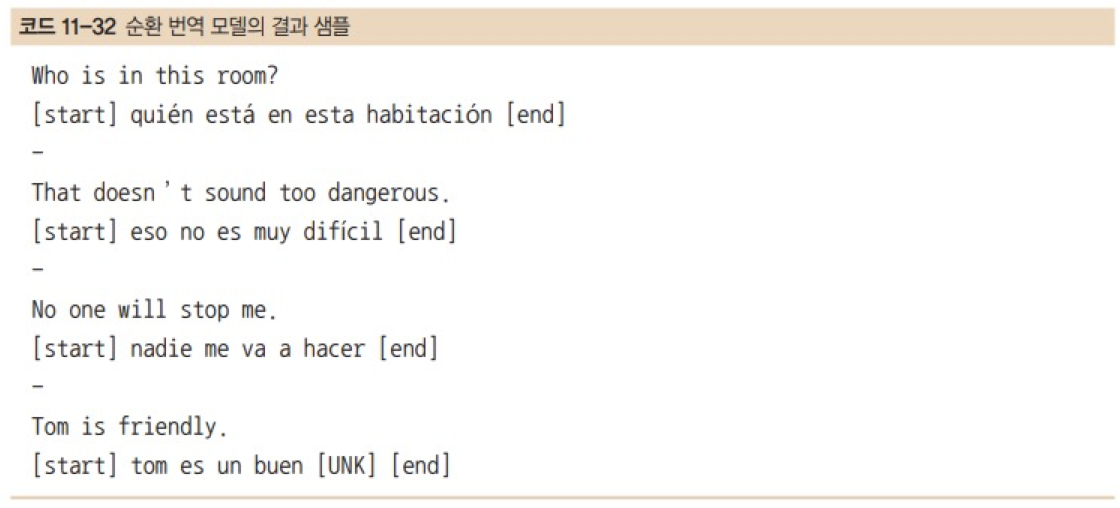 코드 11-32 순환 번역 모델의 결과 샘플
Who is in this room?
[start] quién está en esta habitación [end]
–
That doesn’t sound too dangerous.
[start] eso no es muy difícil [end]
–
No one will stop me.
[start] nadie me va a hacer [end]
–
Tom is friendly.
[start] tom es un buen [UNK] [end]